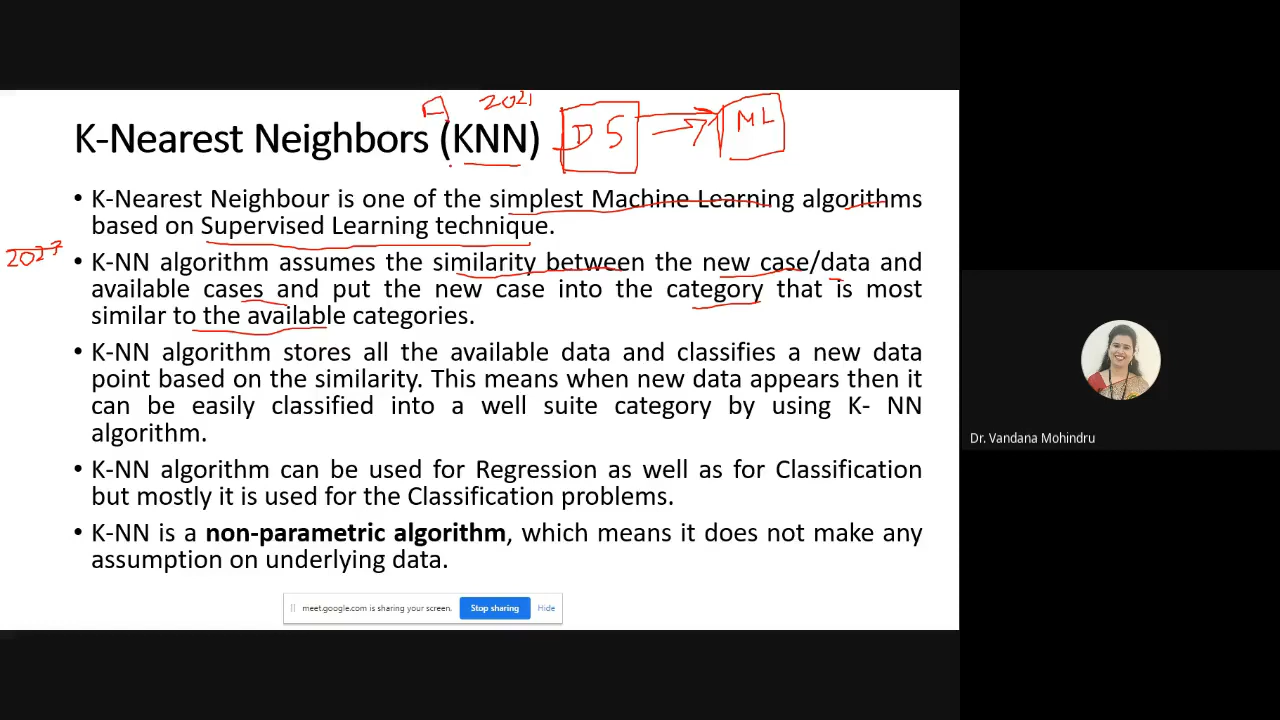 2021
K-Nearest Neighbors (KNN)
DS
ML
• K-Nearest Neighbour is one of the simplest Machine Learning algorithms
based on Supervised Learning technique.
2027
• K-NN algorithm assumes the similarity between the new case/data and
available cases and put the new case into the category that is most
similar to the available categories.
• K-NN algorithm stores all the available data and classifies a new data
point based on the similarity. This means when new data appears then it
can be easily classified into a well suite category by using K- NN
algorithm.
• K-NN algorithm can be used for Regression as well as for Classification
but mostly it is used for the Classification problems.
• K-NN is a non-parametric algorithm, which means it does not make any
assumption on underlying data.
meet.google.com is sharing your screen.
Stop sharing
Hide
Dr. Vandana Mohindru